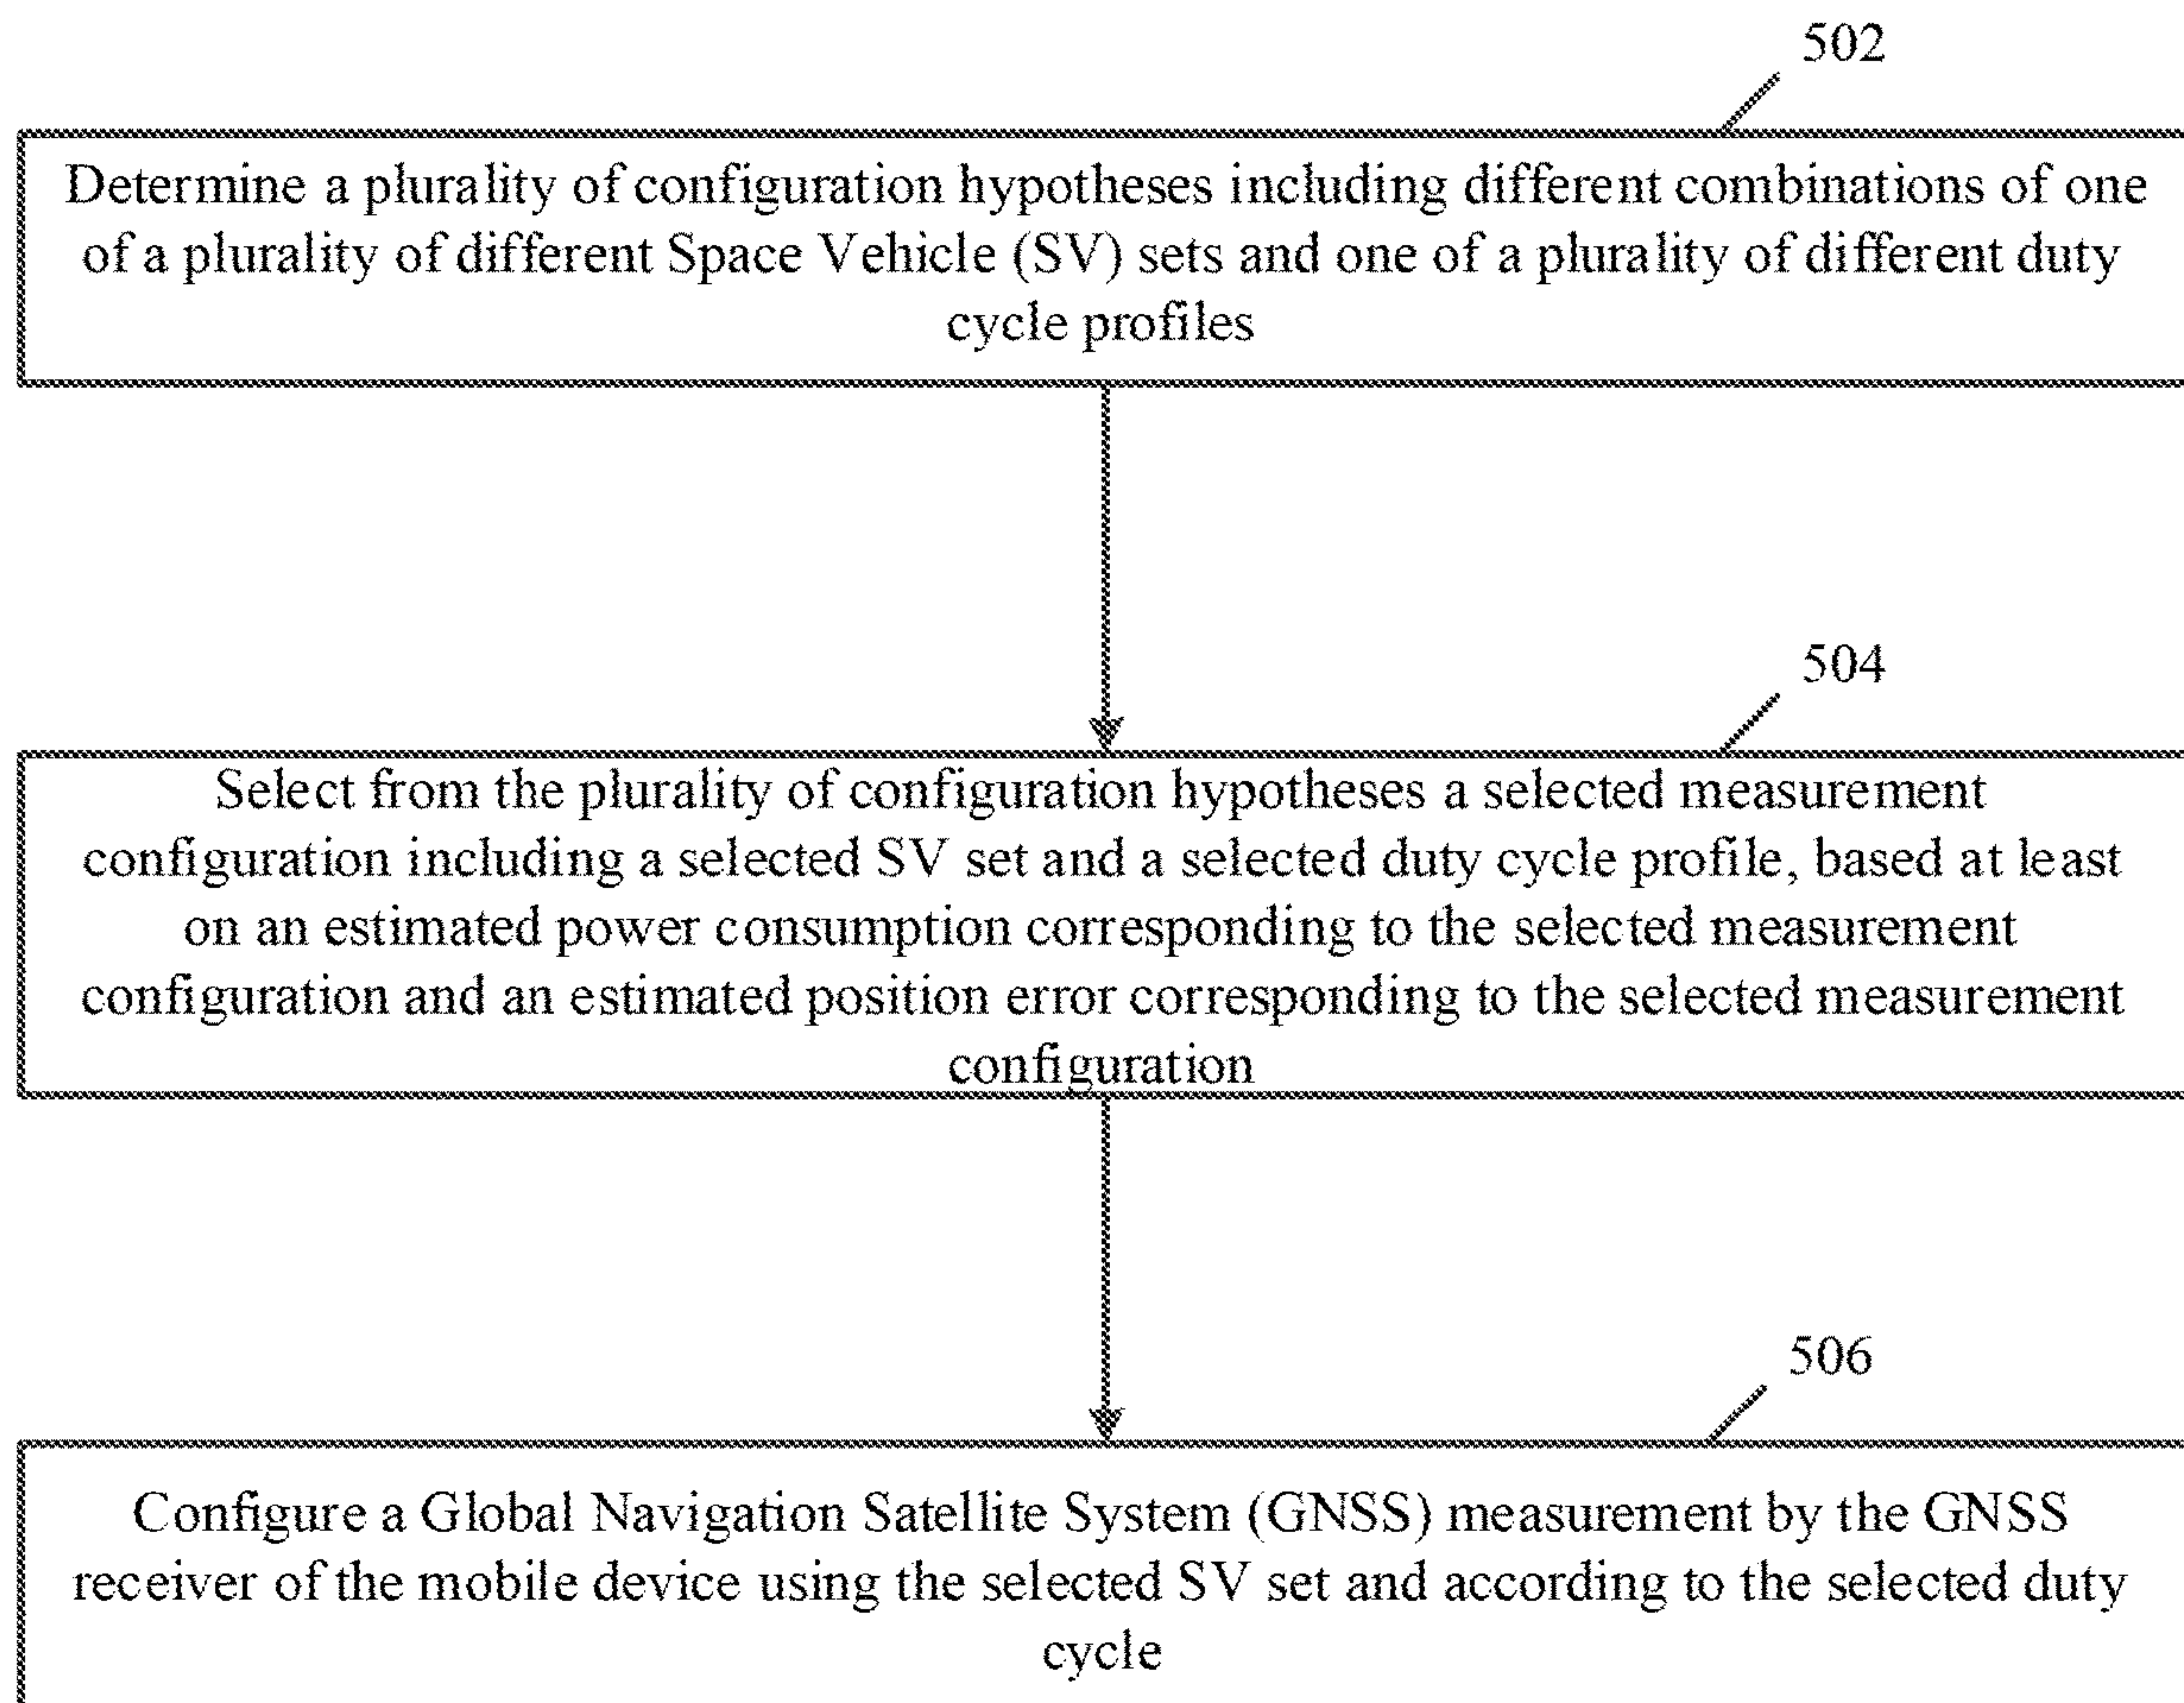 502
Determine a plurality of configuration hypotheses including different combinations of one
of a plurality of different Space Vehicle (SV) sets and one of a plurality of different duty
cycle profiles
504
Select from the plurality of configuration hypotheses a selected measurement
configuration including a selected SV set and a selected duty cycle profile, based at least
on an estimated power consumption corresponding to the selected measurement
configuration and an estimated position error corresponding to the selected measurement
configuration
506
Configure a Global Navigation Satellite System (GNSS) measurement by the GNSS
receiver of the mobile device using the selected SV set and according to the selected duty
cycle